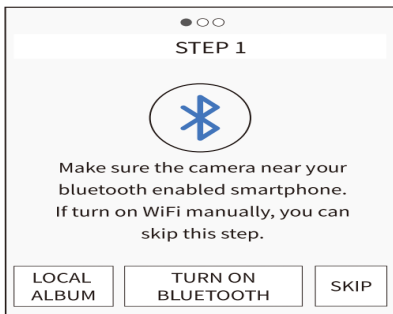 STEP 1
Make sure the camera near your
bluetooth enabled smartphone.
If turn on WiFi manually, you can
skip this step.
LOCAL
ALBUM
TURN ON
BLUETOOTH
SKIP